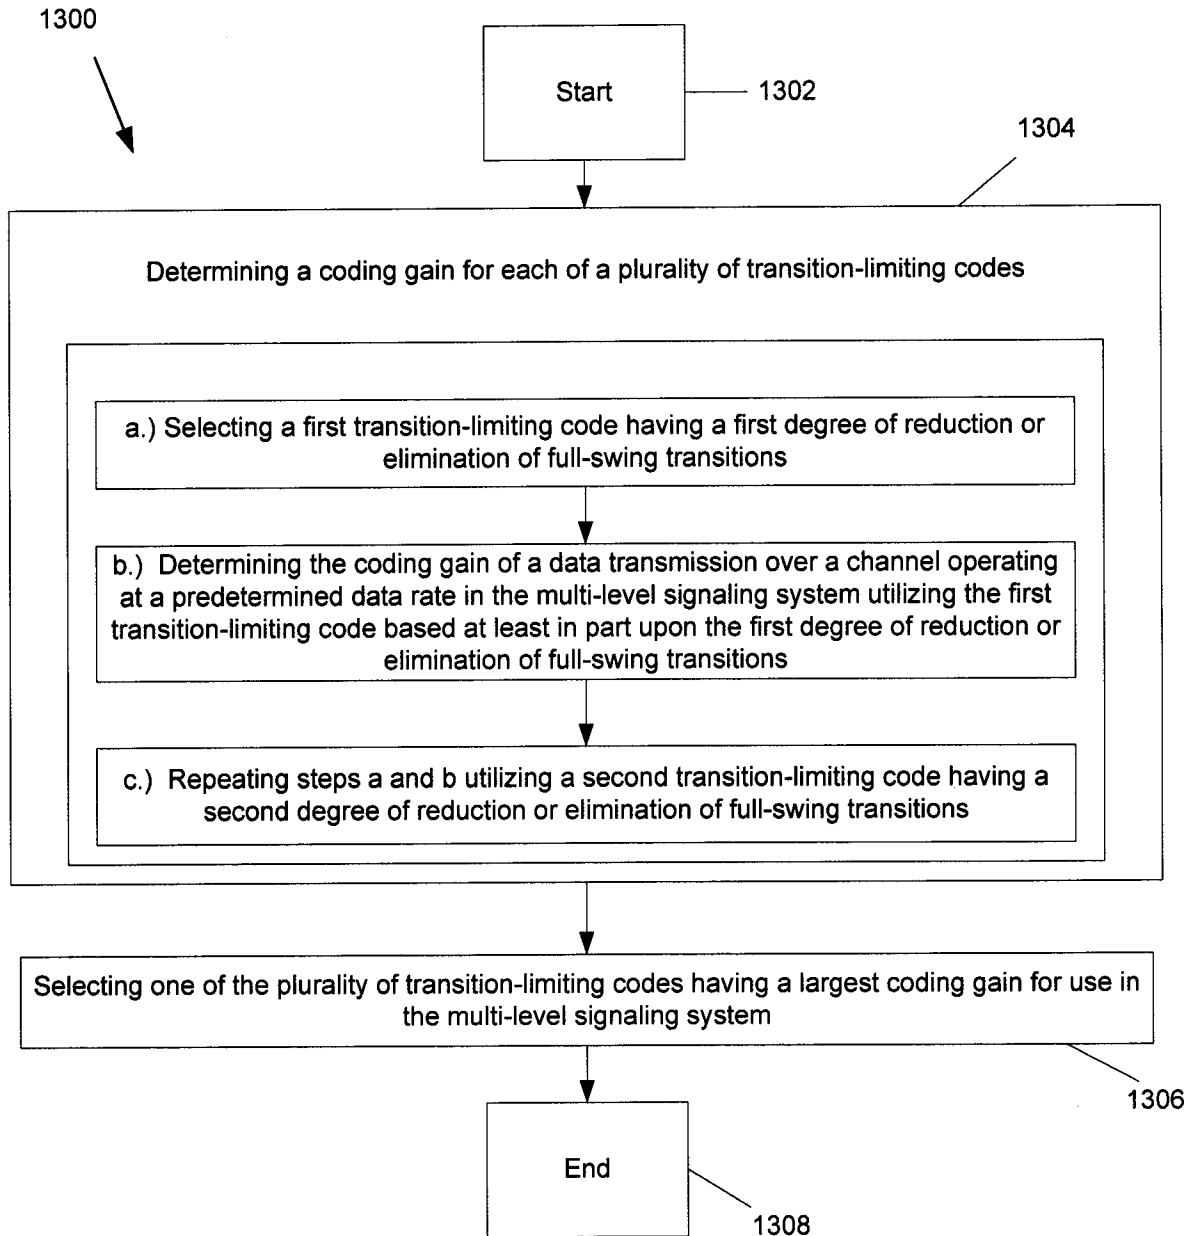 1300
Start
1302
1304
Determining a coding gain for each of a plurality of transition-limiting codes
a.) Selecting a first transition-limiting code having a first degree of reduction or
elimination of full-swing transitions
b.) Determining the coding gain of a data transmission over a channel operating
at a predetermined data rate in the multi-level signaling system utilizing the first
transition-limiting code based at least in part upon the first degree of reduction or
elimination of full-swing transitions
c.) Repeating steps a and b utilizing a second transition-limiting code having a
second degree of reduction or elimination of full-swing transitions
Selecting one of the plurality of transition-limiting codes having a largest coding gain for use in
the multi-level signaling system
1306
End
1308